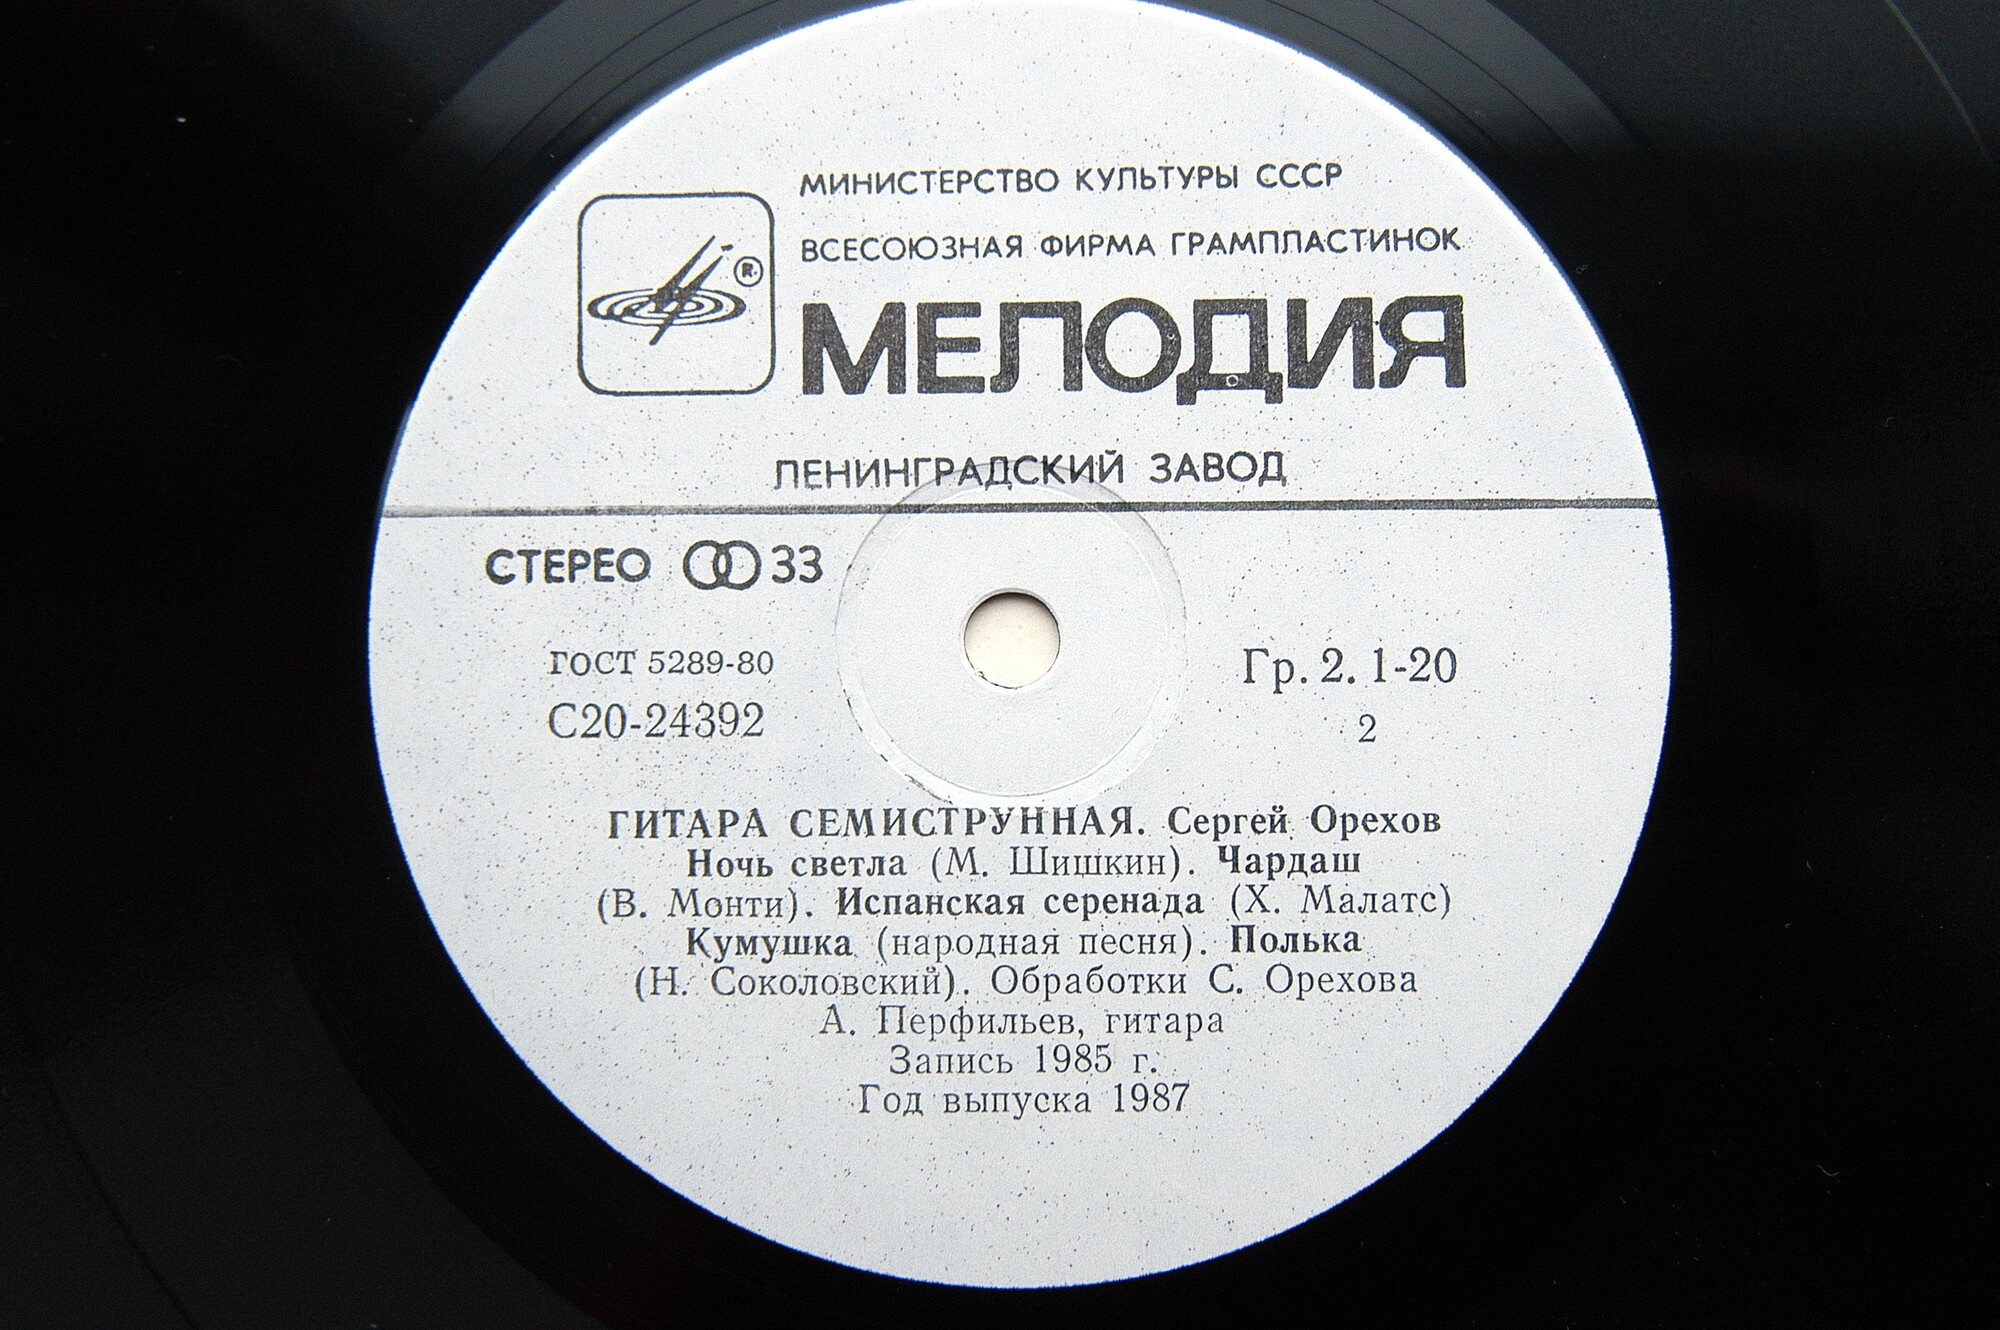 МИНИСТЕРСТВО КУЛЬТУРЫ СССР
ВСЕСОЮЗНАЯ ФИРМА ГРАМПЛАСТИНОК
®
МЕЛОДИЯ
ЛЕНИНГРАДСКИЙ ЗАВОД
СТЕРЕО 33
ГОСТ 5289-80
С20-24392
Гр. 2. 1-20
2
ГИТАРА СЕМИСТРУННАЯ. Сергей Орехов
Ночь светла (М. Шишкин). Чардаш
(В. Монти). Испанская серенада (Х. Малатс)
Кумушка (народная песня). Полька
(Н. Соколовский). Обработки С. Орехова
А. Перфильев, гитара
Запись 1985 г.
Год выпуска 1987